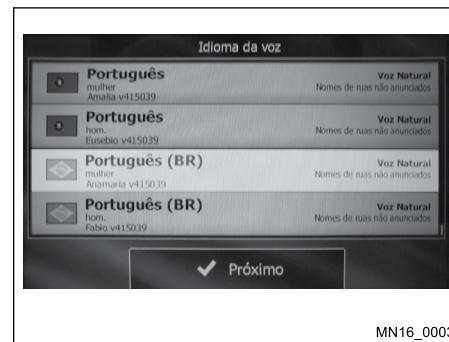 Idioma da voz
Português
mulher
Amalia v415039
Voz Natural
Nomes de ruas não anunciados
Português
hom.
Eusebio v415039
Voz Natural
Nomes de ruas não anunciados
Português (BR)
mulher
Anamaria v415039
Voz Natural
Nomes de ruas não anunciados
Português (BR)
hom.
Fabio v415039
Voz Natural
Nomes de ruas não anunciados
Próximo
MN16_0003